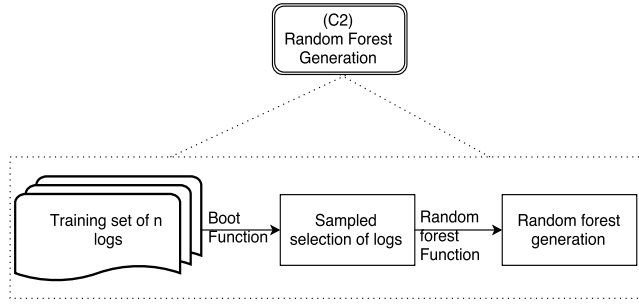 (C2)
Random Forest
Generation
Training set of n
logs
Boot
Function
Sampled
selection of logs
Random
forest
Function
Random forest
generation